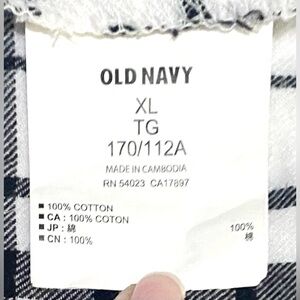 OLD NAVY
XL
TG
170/112A
MADE IN CAMBODIA
RN 54023 CA17897
■ 100% COTTON
■ CA : 100% COTON
■ JP : 綿
■ CN : 100%
100%
棉